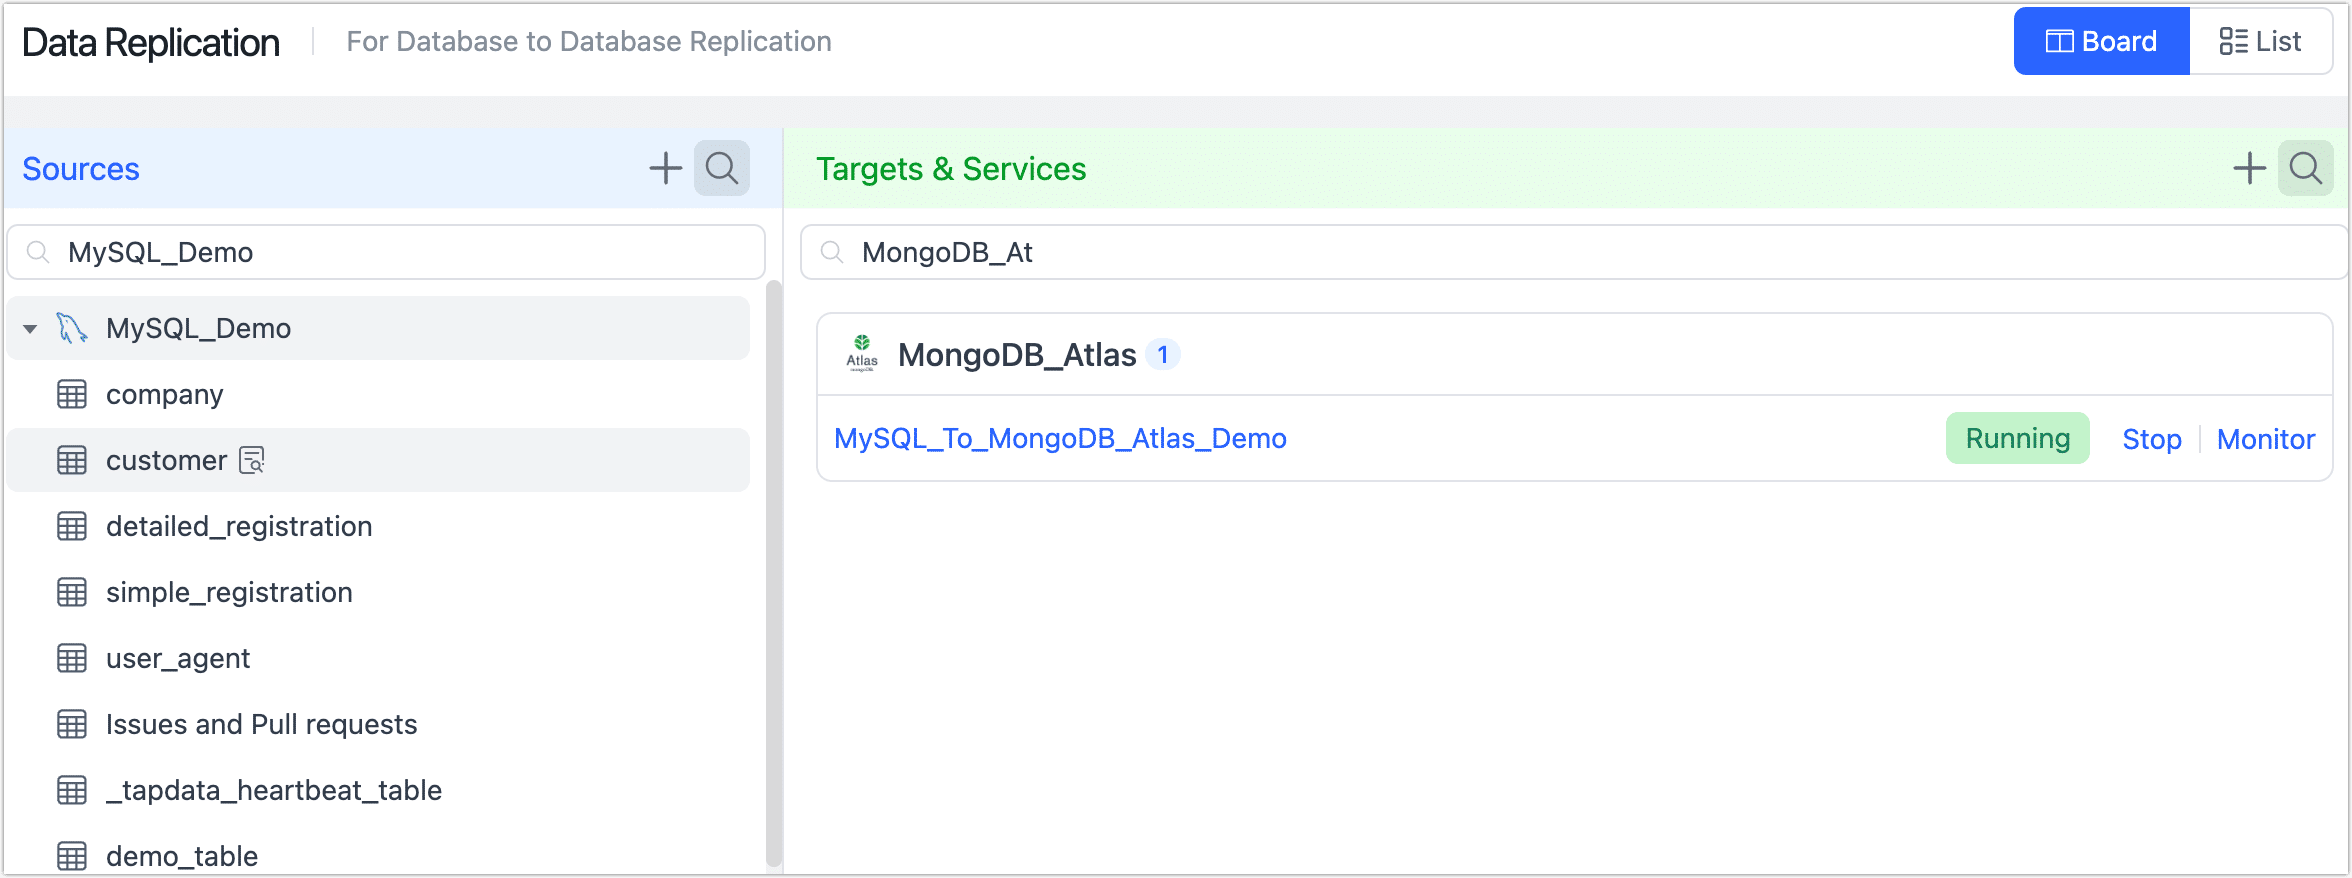 Data Replication
For Database to Database Replication
Board
List
Sources
MySQL_Demo
MySQL_Demo
company
customer
detailed_registration
simple_registration
user_agent
Issues and Pull requests
_tapdata_heartbeat_table
demo_table
Targets & Services
MongoDB_At
Atlas
mongoDB
MongoDB_Atlas 1
MySQL_To_MongoDB_Atlas_Demo
Running
Stop
Monitor